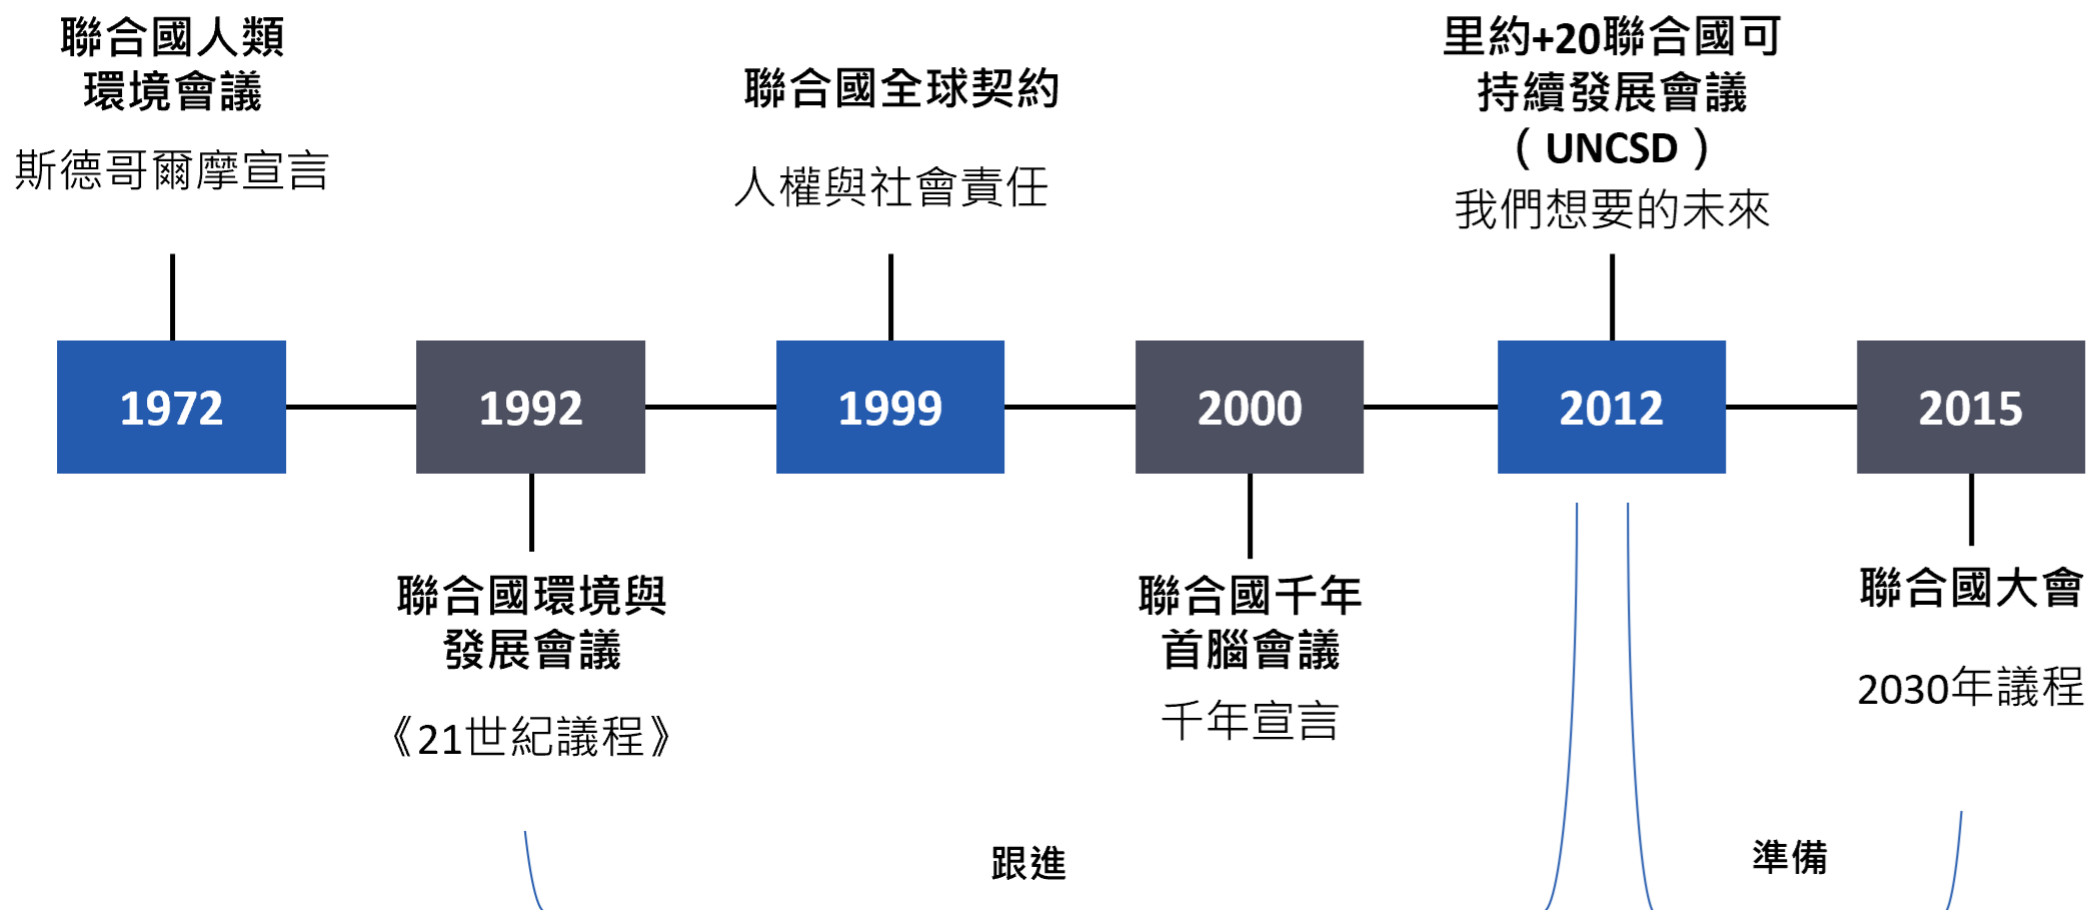 聯合國人類
環境會議
斯德哥爾摩宣言
聯合國全球契約
人權與社會責任
里約+20聯合國可
持續發展會議
（UNCSD）
我們想要的未來
1972
1992
1999
2000
2012
2015
聯合國環境與
發展會議
《21世紀議程》
聯合國千年
首腦會議
千年宣言
聯合國大會
2030年議程
跟進
準備